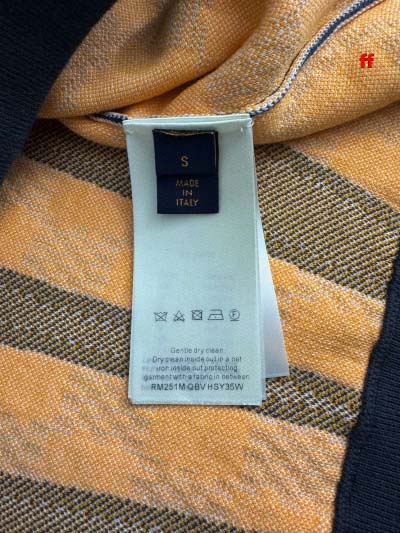 ff
S
MADE
IN
ITALY
Gentle dry clean
Dry clean inside out in a net
iron inside out protecting
garment with a fabric in between
RM251M QBV HSY35W